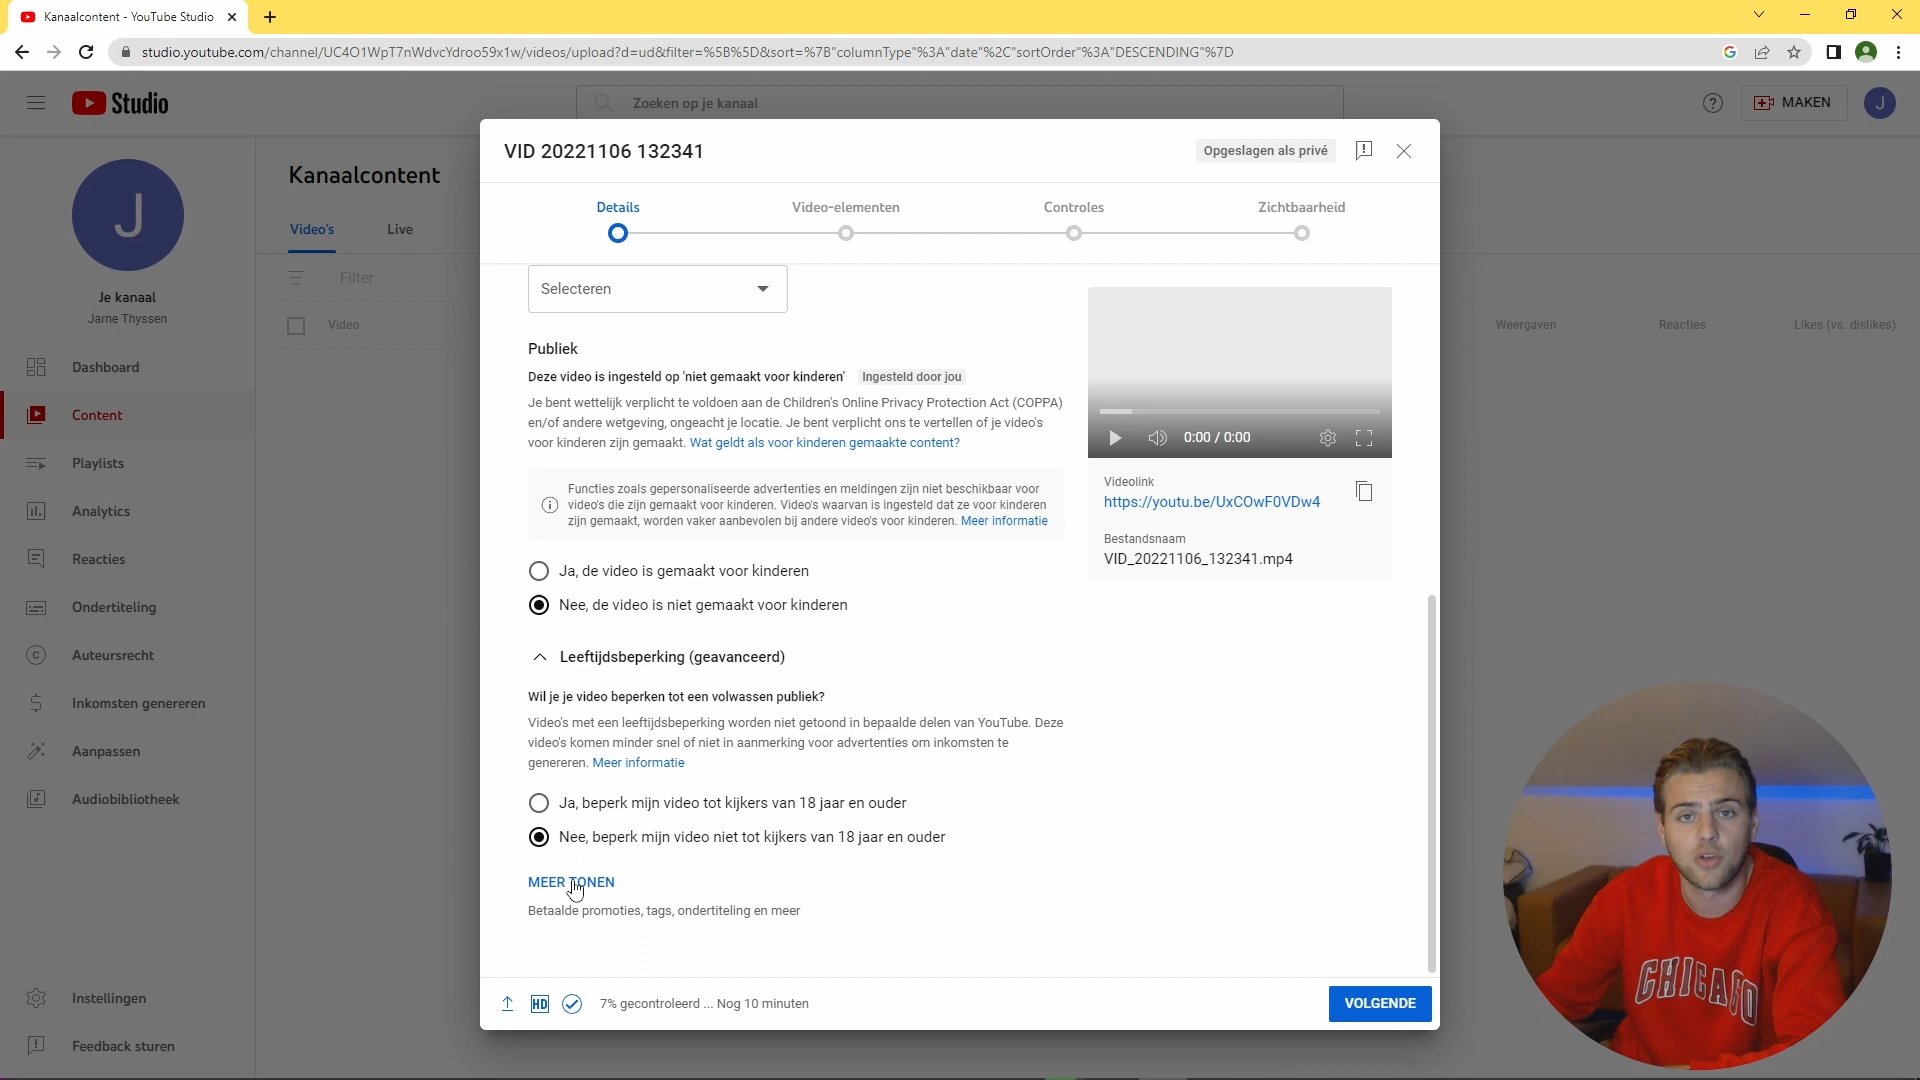 Kanaalcontent - YouTube Studio
studio.youtube.com/channel/UC4O1WpT7nWdvcYdroo59x1w/videos/upload?d=ud&filter=%5B%5D&sort=%7B"columnType"%3A"date"%2C"sortOrder"%3A"DESCENDING"%7D
Studio
Zoeken op je kanaal
MAKEN
J
J
Je kanaal
Jarne Thyssen
Dashboard
Content
Playlists
Analytics
Reacties
Ondertiteling
Auteursrecht
Inkomsten genereren
Aanpassen
Audiobibliotheek
Instellingen
Feedback sturen
Kanaalcontent
Video's
Live
Filter
Video
Weergaven
Reacties
Likes (vs. dislikes)
VID 20221106 132341
Opgeslagen als privé
Details
Video-elementen
Controles
Zichtbaarheid
Selecteren
Publiek
Deze video is ingesteld op 'niet gemaakt voor kinderen' Ingesteld door jou
Je bent wettelijk verplicht te voldoen aan de Children's Online Privacy Protection Act (COPPA)
en/of andere wetgeving, ongeacht je locatie. Je bent verplicht ons te vertellen of je video's
voor kinderen zijn gemaakt. Wat geldt als voor kinderen gemaakte content?
Functies zoals gepersonaliseerde advertenties en meldingen zijn niet beschikbaar voor
video's die zijn gemaakt voor kinderen. Video's waarvan is ingesteld dat ze voor kinderen
zijn gemaakt, worden vaker aanbevolen bij andere video's voor kinderen. Meer informatie
Ja, de video is gemaakt voor kinderen
Nee, de video is niet gemaakt voor kinderen
Leeftijdsbeperking (geavanceerd)
Wil je je video beperken tot een volwassen publiek?
Video's met een leeftijdsbeperking worden niet getoond in bepaalde delen van YouTube. Deze
video's komen minder snel of niet in aanmerking voor advertenties om inkomsten te
genereren. Meer informatie
Ja, beperk mijn video tot kijkers van 18 jaar en ouder
Nee, beperk mijn video niet tot kijkers van 18 jaar en ouder
MEER TONEN
Betaalde promoties, tags, ondertiteling en meer
0:00 / 0:00
Videolink
https://youtu.be/UxCOwF0VDw4
Bestandsnaam
VID_20221106_132341.mp4
HD
7% gecontroleerd ... Nog 10 minuten
VOLGENDE
CHICAGO